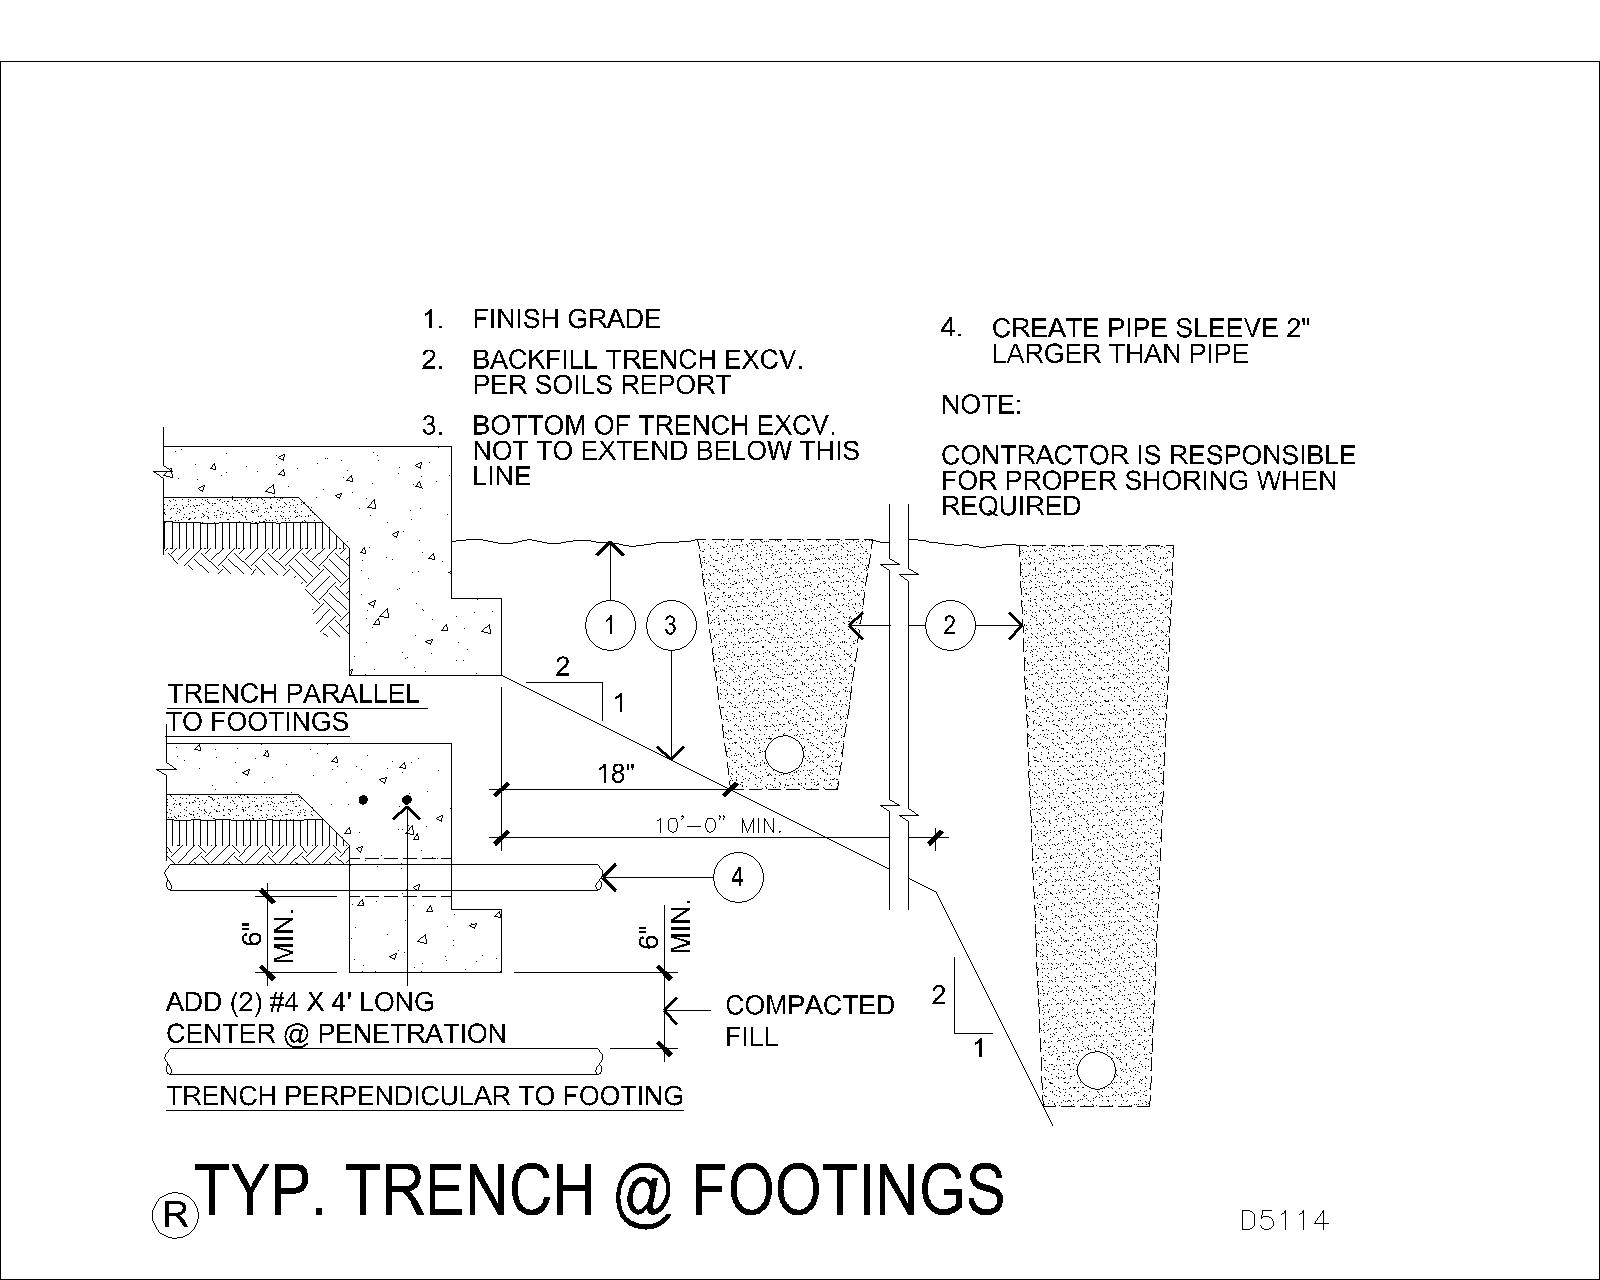 1. FINISH GRADE
2. BACKFILL TRENCH EXCV.
PER SOILS REPORT
3. BOTTOM OF TRENCH EXCV.
NOT TO EXTEND BELOW THIS
LINE
4. CREATE PIPE SLEEVE 2"
LARGER THAN PIPE
NOTE:
CONTRACTOR IS RESPONSIBLE
FOR PROPER SHORING WHEN
REQUIRED
1
3
2
2
1
TRENCH PARALLEL
TO FOOTINGS
18"
10'-0" MIN.
4
6"
MIN.
6"
MIN.
ADD (2) #4 X 4' LONG
CENTER @ PENETRATION
COMPACTED
FILL
2
1
TRENCH PERPENDICULAR TO FOOTING
R
TYP. TRENCH @ FOOTINGS
D5114